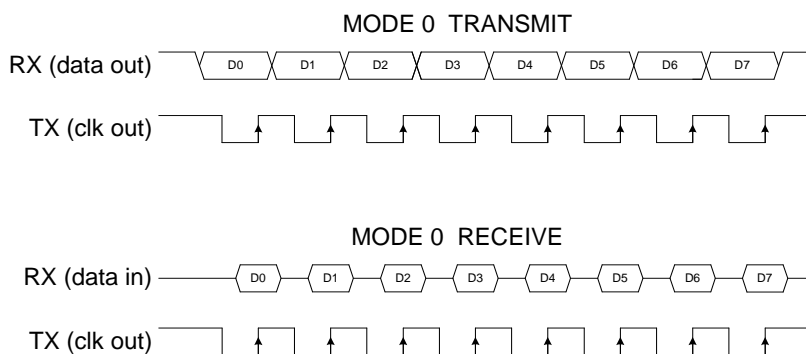 MODE 0 TRANSMIT
RX (data out)
D0 D1 D2 D3 D4 D5 D6 D7
TX (clk out)
MODE 0 RECEIVE
RX (data in)
D0 D1 D2 D3 D4 D5 D6 D7
TX (clk out)